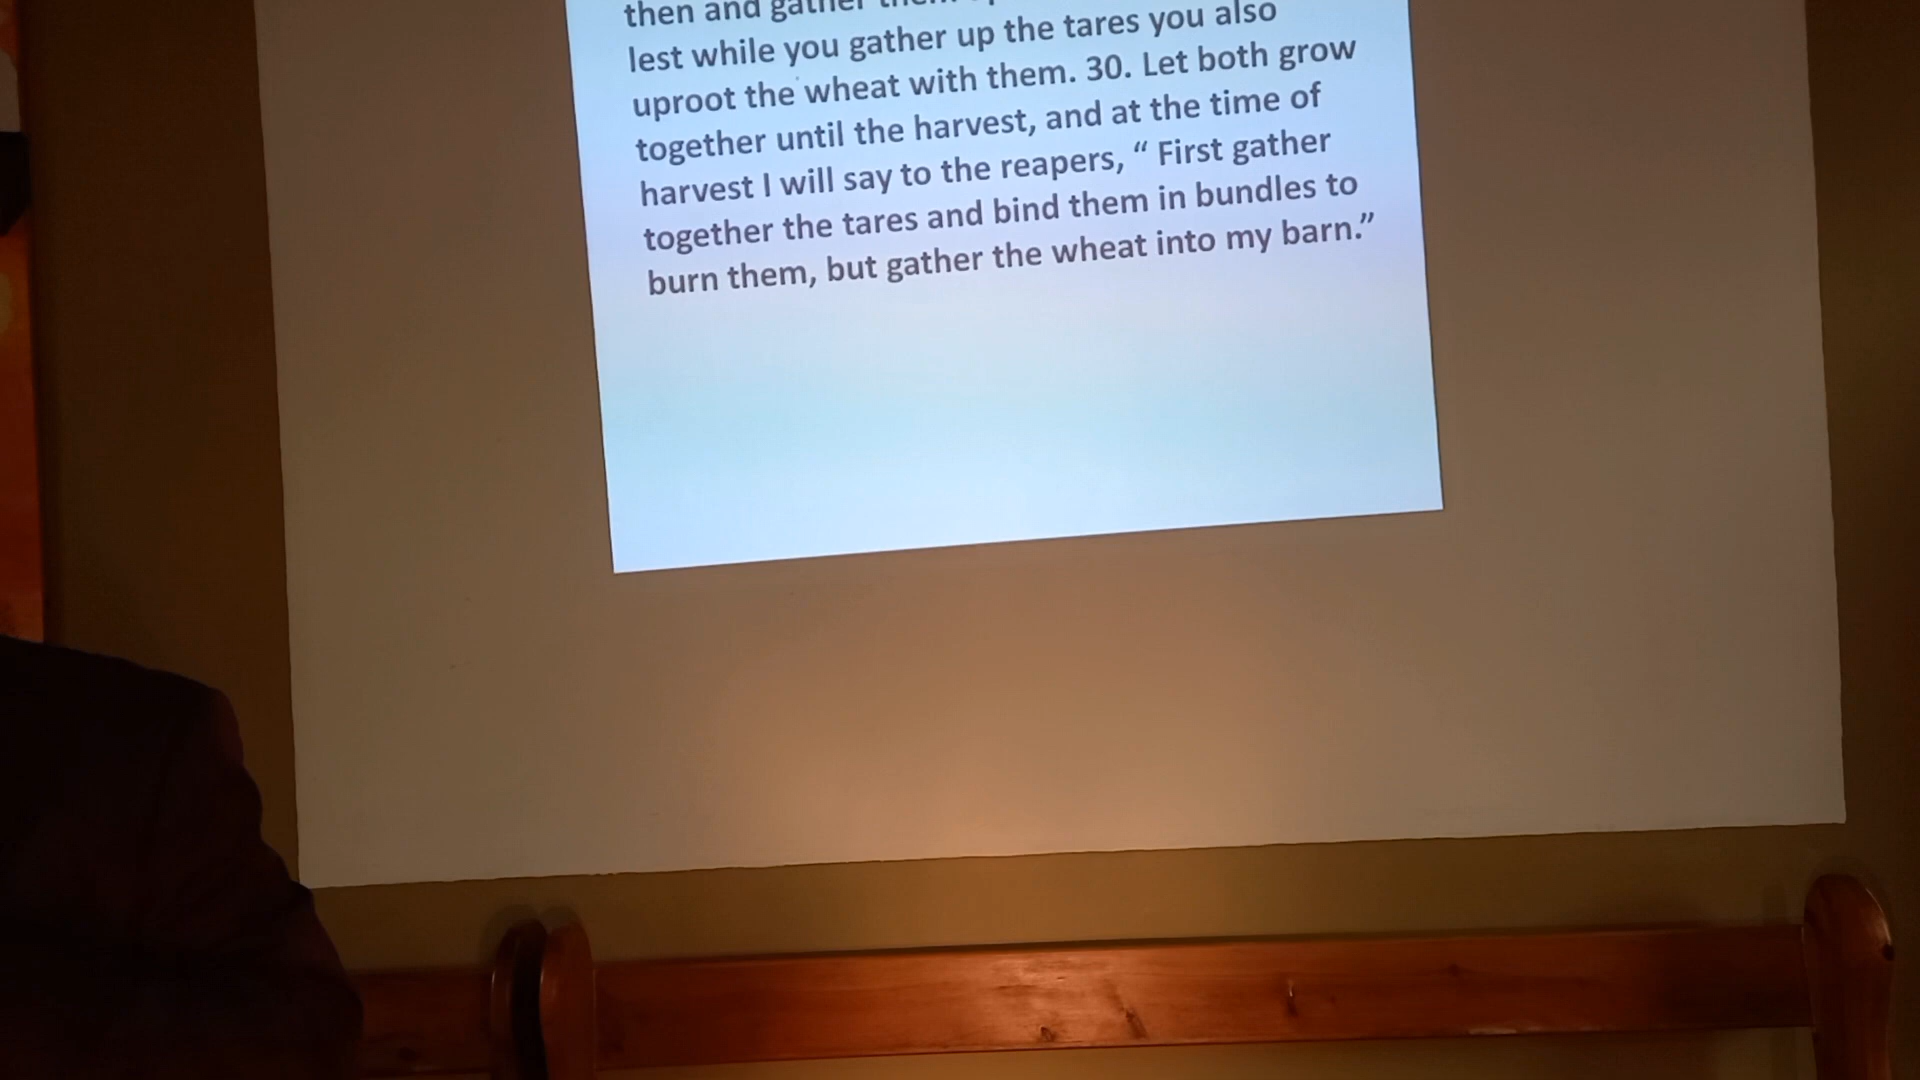 then and gather them
lest while you gather up the tares you also
uproot the wheat with them. 30. Let both grow
together until the harvest, and at the time of
harvest I will say to the reapers, “ First gather
together the tares and bind them in bundles to
burn them, but gather the wheat into my barn.”